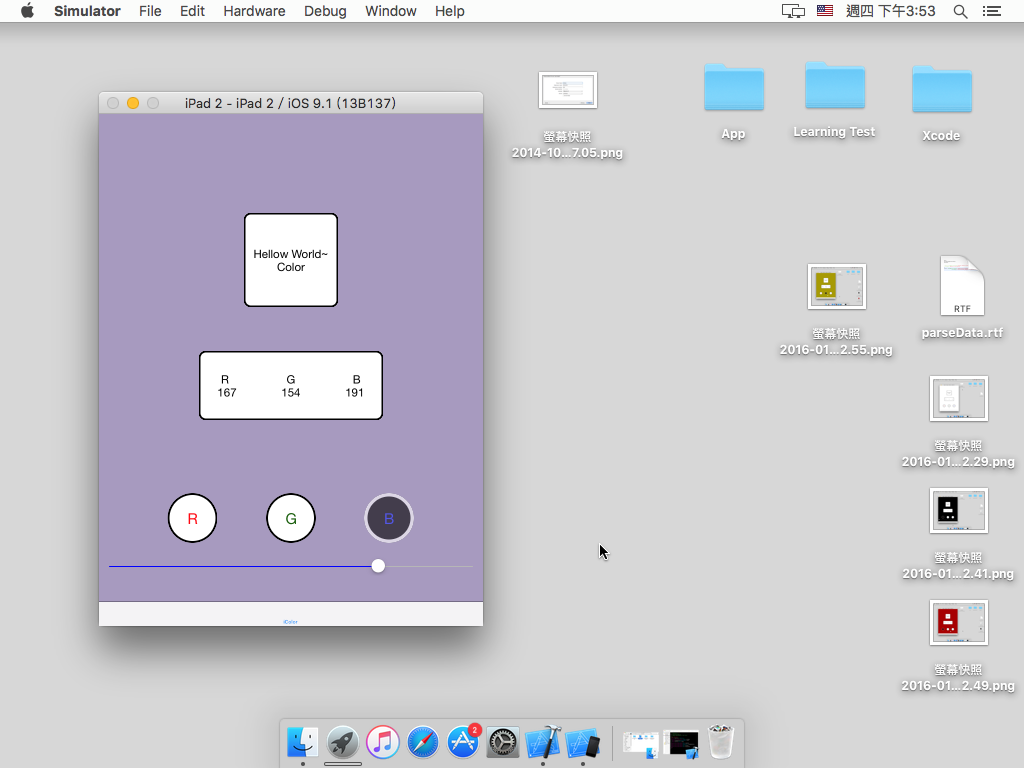 Simulator File Edit Hardware Debug Window Help 週四 下午3:53
iPad 2 - iPad 2 / iOS 9.1 (13B137)
Hellow World~
Color
R G B
167 154 191
R G B
iColor
螢幕快照
2014-10...7.05.png
App
Learning Test
Xcode
螢幕快照
2016-01...2.55.png
RTF
parseData.rtf
螢幕快照
2016-01...2.29.png
螢幕快照
2016-01...2.41.png
螢幕快照
2016-01...2.49.png
2